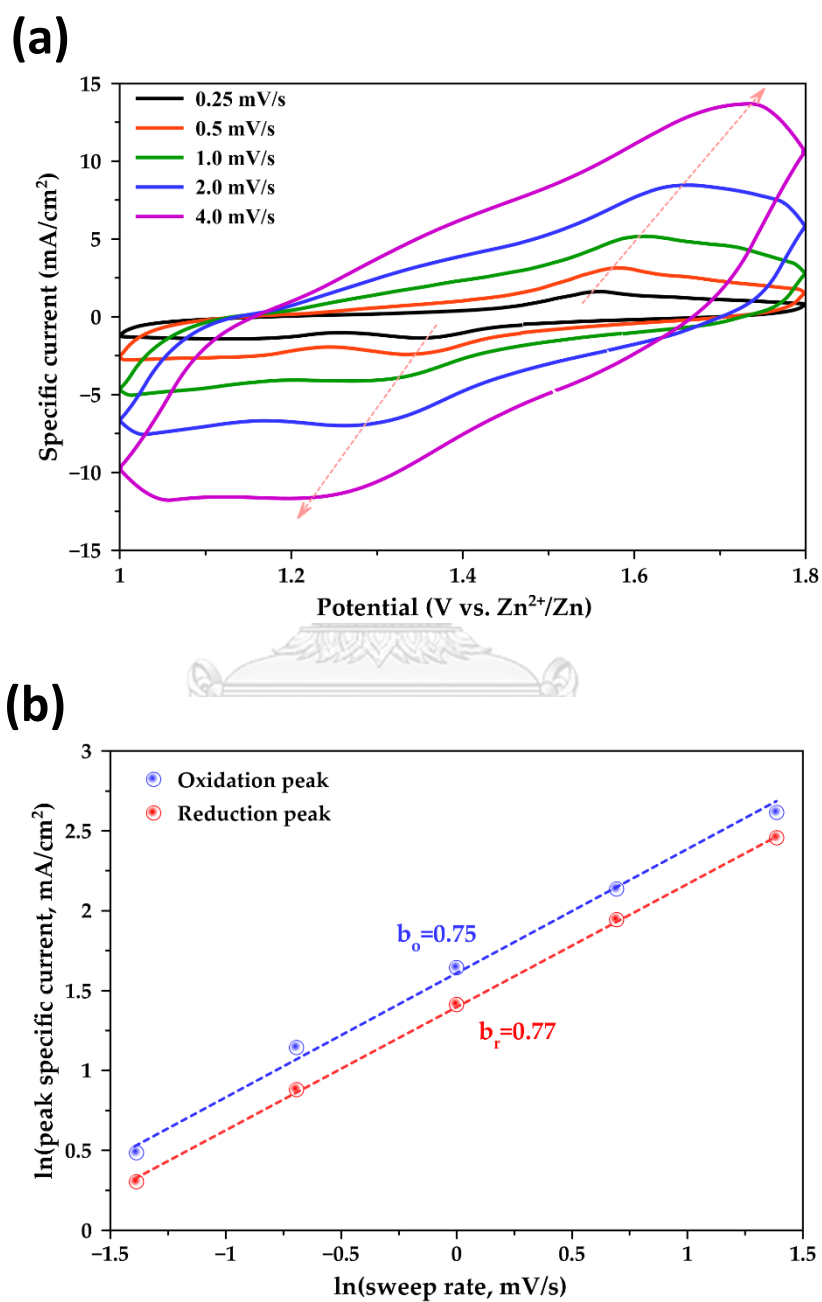 (a)
15
10
5
0
−5
−10
−15
Specific current (mA/cm²)
0.25 mV/s
0.5 mV/s
1.0 mV/s
2.0 mV/s
4.0 mV/s
1
1.2
1.4
1.6
1.8
Potential (V vs. Zn²⁺/Zn)
(b)
3
2.5
2
1.5
1
0.5
0
ln(peak specific current, mA/cm²)
Oxidation peak
Reduction peak
bₒ=0.75
bᵣ=0.77
−1.5
−1
−0.5
0
0.5
1
1.5
ln(sweep rate, mV/s)